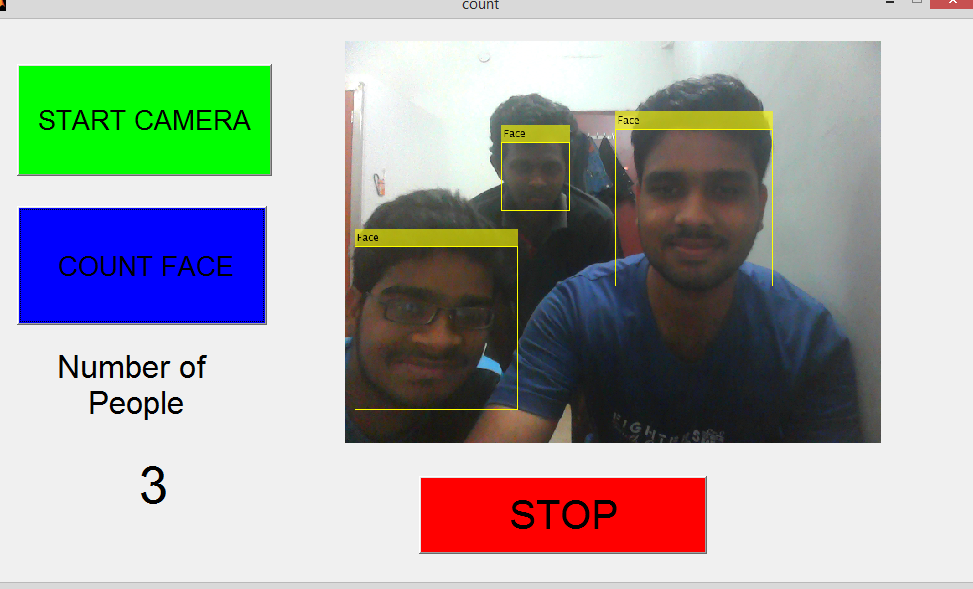 count
START CAMERA
COUNT FACE
Number of
People
3
Face
Face
Face
STOP